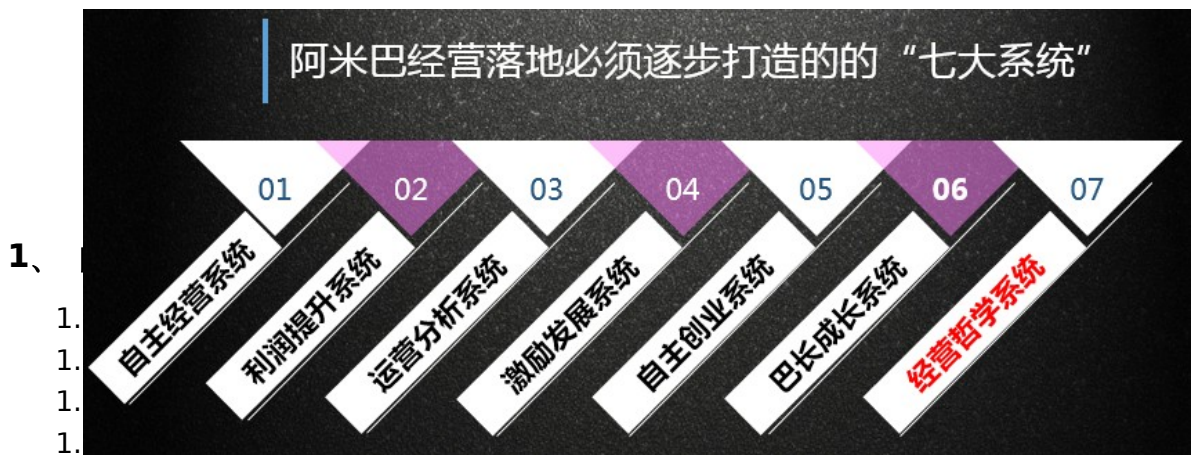 阿米巴经营落地必须逐步打造的的“七大系统”
01
02
03
04
05
06
07
自主经营系统
利润提升系统
运营分析系统
激励发展系统
自主创业系统
巴长成长系统
经营哲学系统
1、
1.
1.
1.
1.